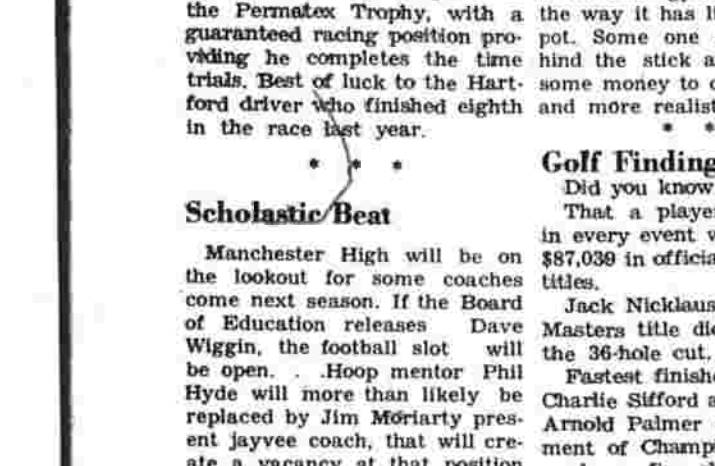 the Permatex Trophy, with a
guaranteed racing position pro-
viding he completes the time
trials. Best of luck to the Hart-
ford driver who finished eighth
in the race last year.
* * *
Scholastic Beat
Manchester High will be on
the lookout for some coaches
come next season. If the Board
of Education releases Dave
Wiggin, the football slot will
be open. . .Hoop mentor Phil
Hyde will more than likely be
replaced by Jim Moriarty pres-
ent jayvee coach, that will cre-
ate a vacancy at that position
the way it has
pot. Some one
hind the stick
some money to
and more realist
* *
Golf Finding
Did you know
That a playe
in every event
$87,039 in officia
titles.
Jack Nicklaus
Masters title di
the 36-hole cut.
Fastest finish
Charlie Sifford
Arnold Palmer
ment of Champ